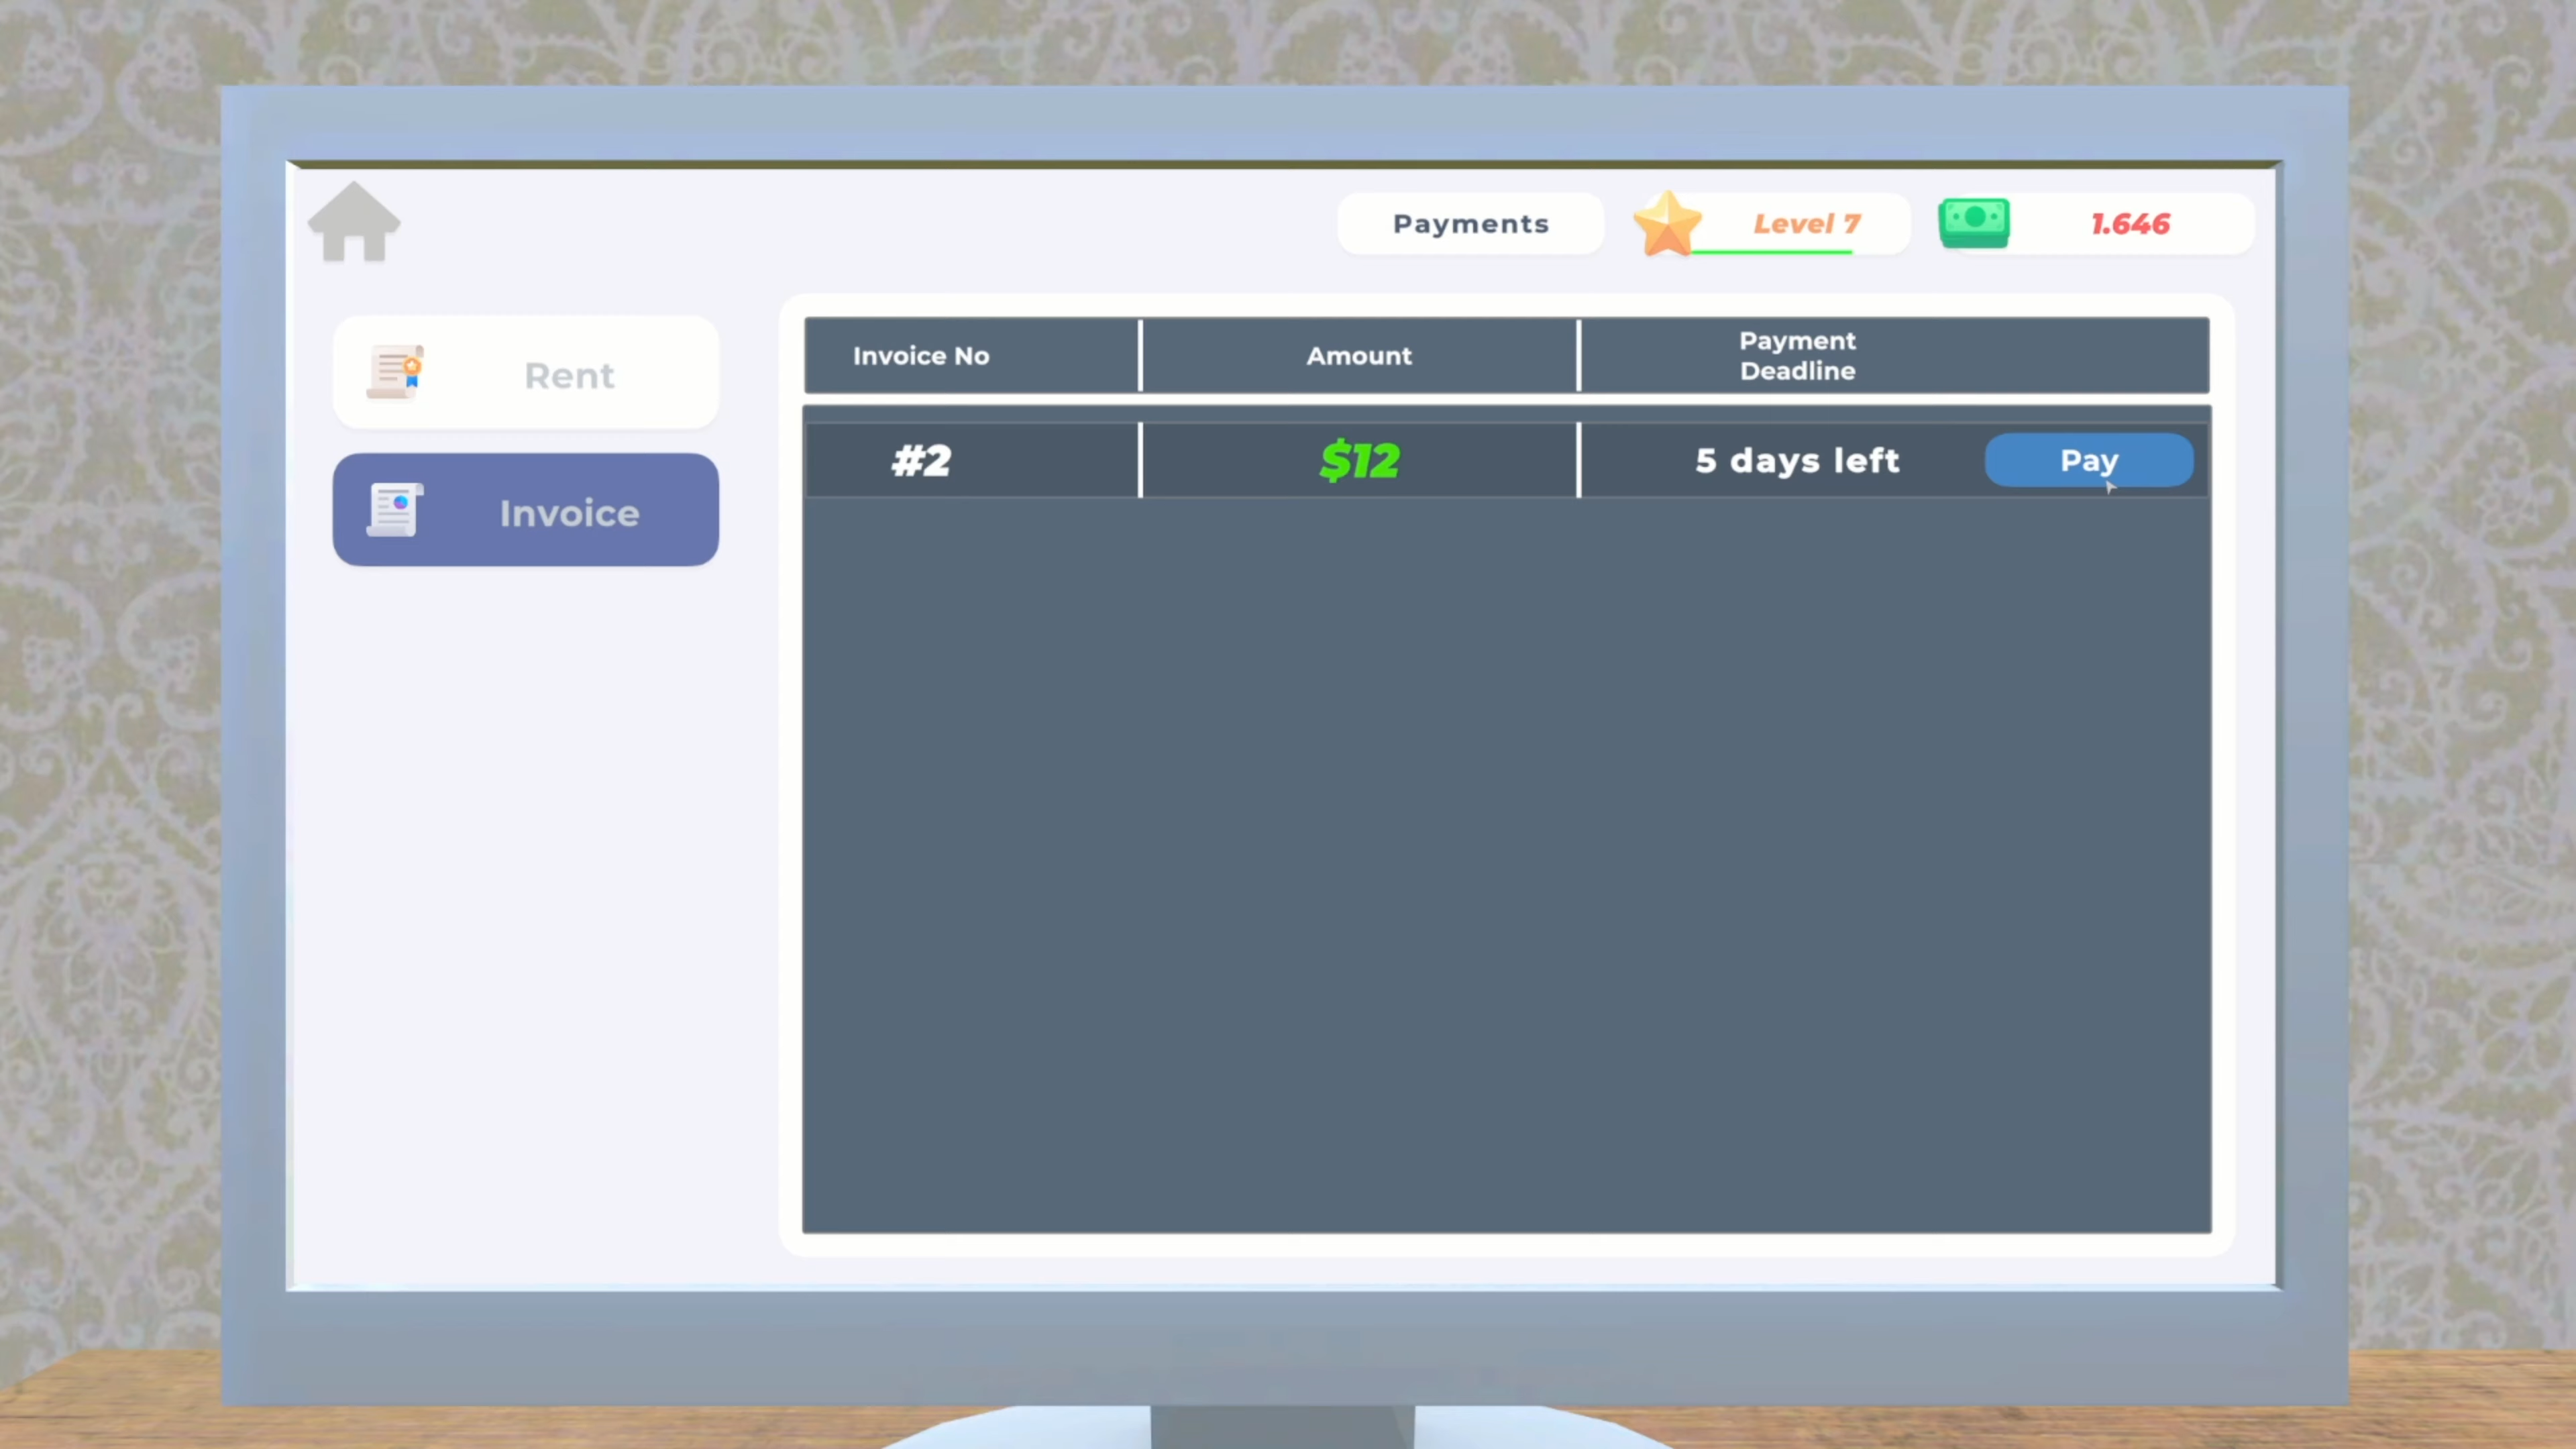 Payments
Level 7
1.646
Rent
Invoice
Invoice No
Amount
Payment
Deadline
#2
$12
5 days left
Pay